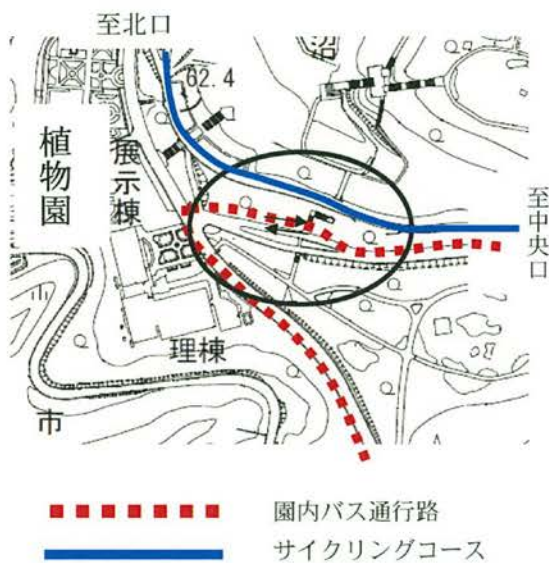 至北口
沼
62.4
植物園
展示棟
至中央口
理棟
市
園内バス通行路
サイクリングコース